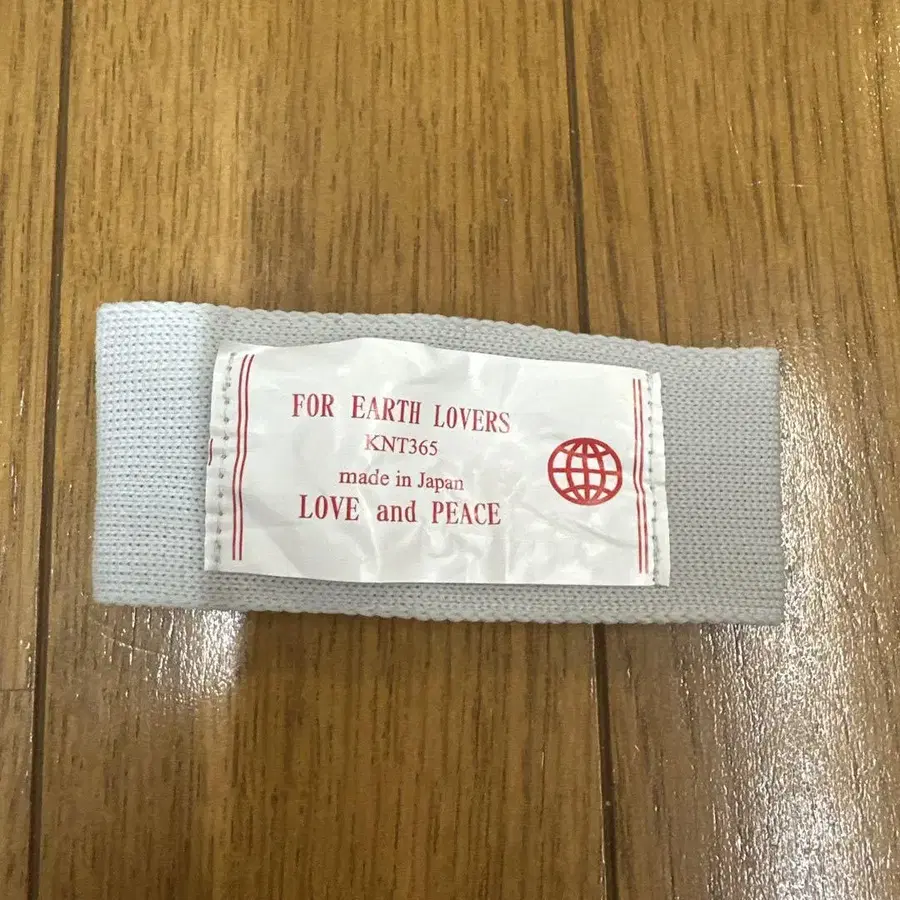 FOR EARTH LOVERS
KNT365
made in Japan
LOVE and PEACE